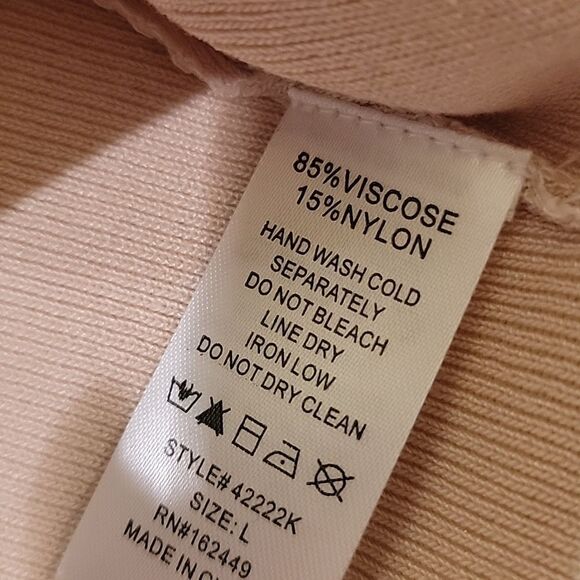 85%VISCOSE
15%NYLON
HAND WASH COLD
SEPARATELY
DO NOT BLEACH
LINE DRY
IRON LOW
DO NOT DRY CLEAN
STYLE# 42222K
SIZE: L
RN#162449
MADE IN